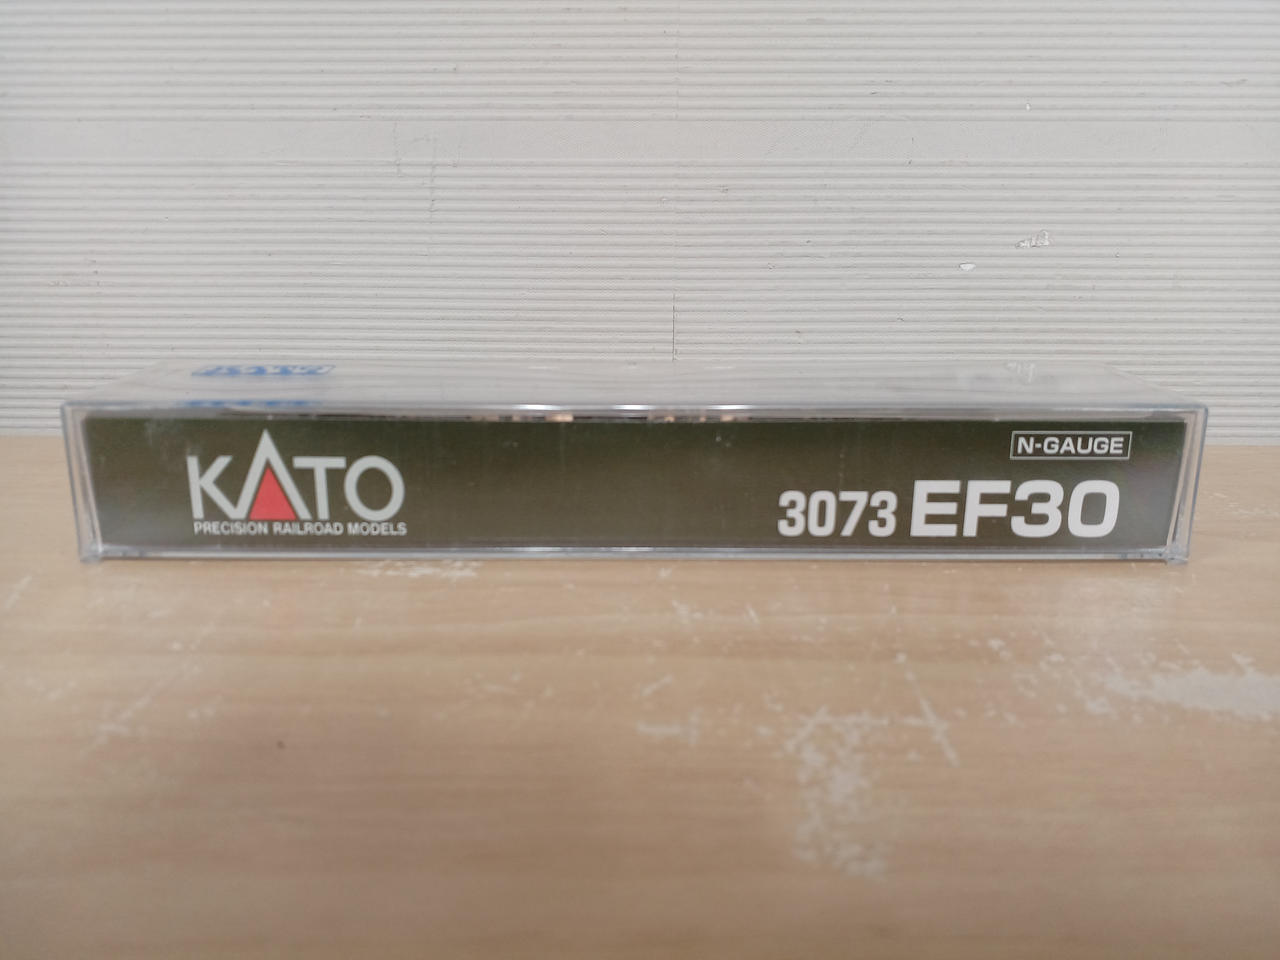 KATO
PRECISION RAILROAD MODELS
N-GAUGE
3073 EF30